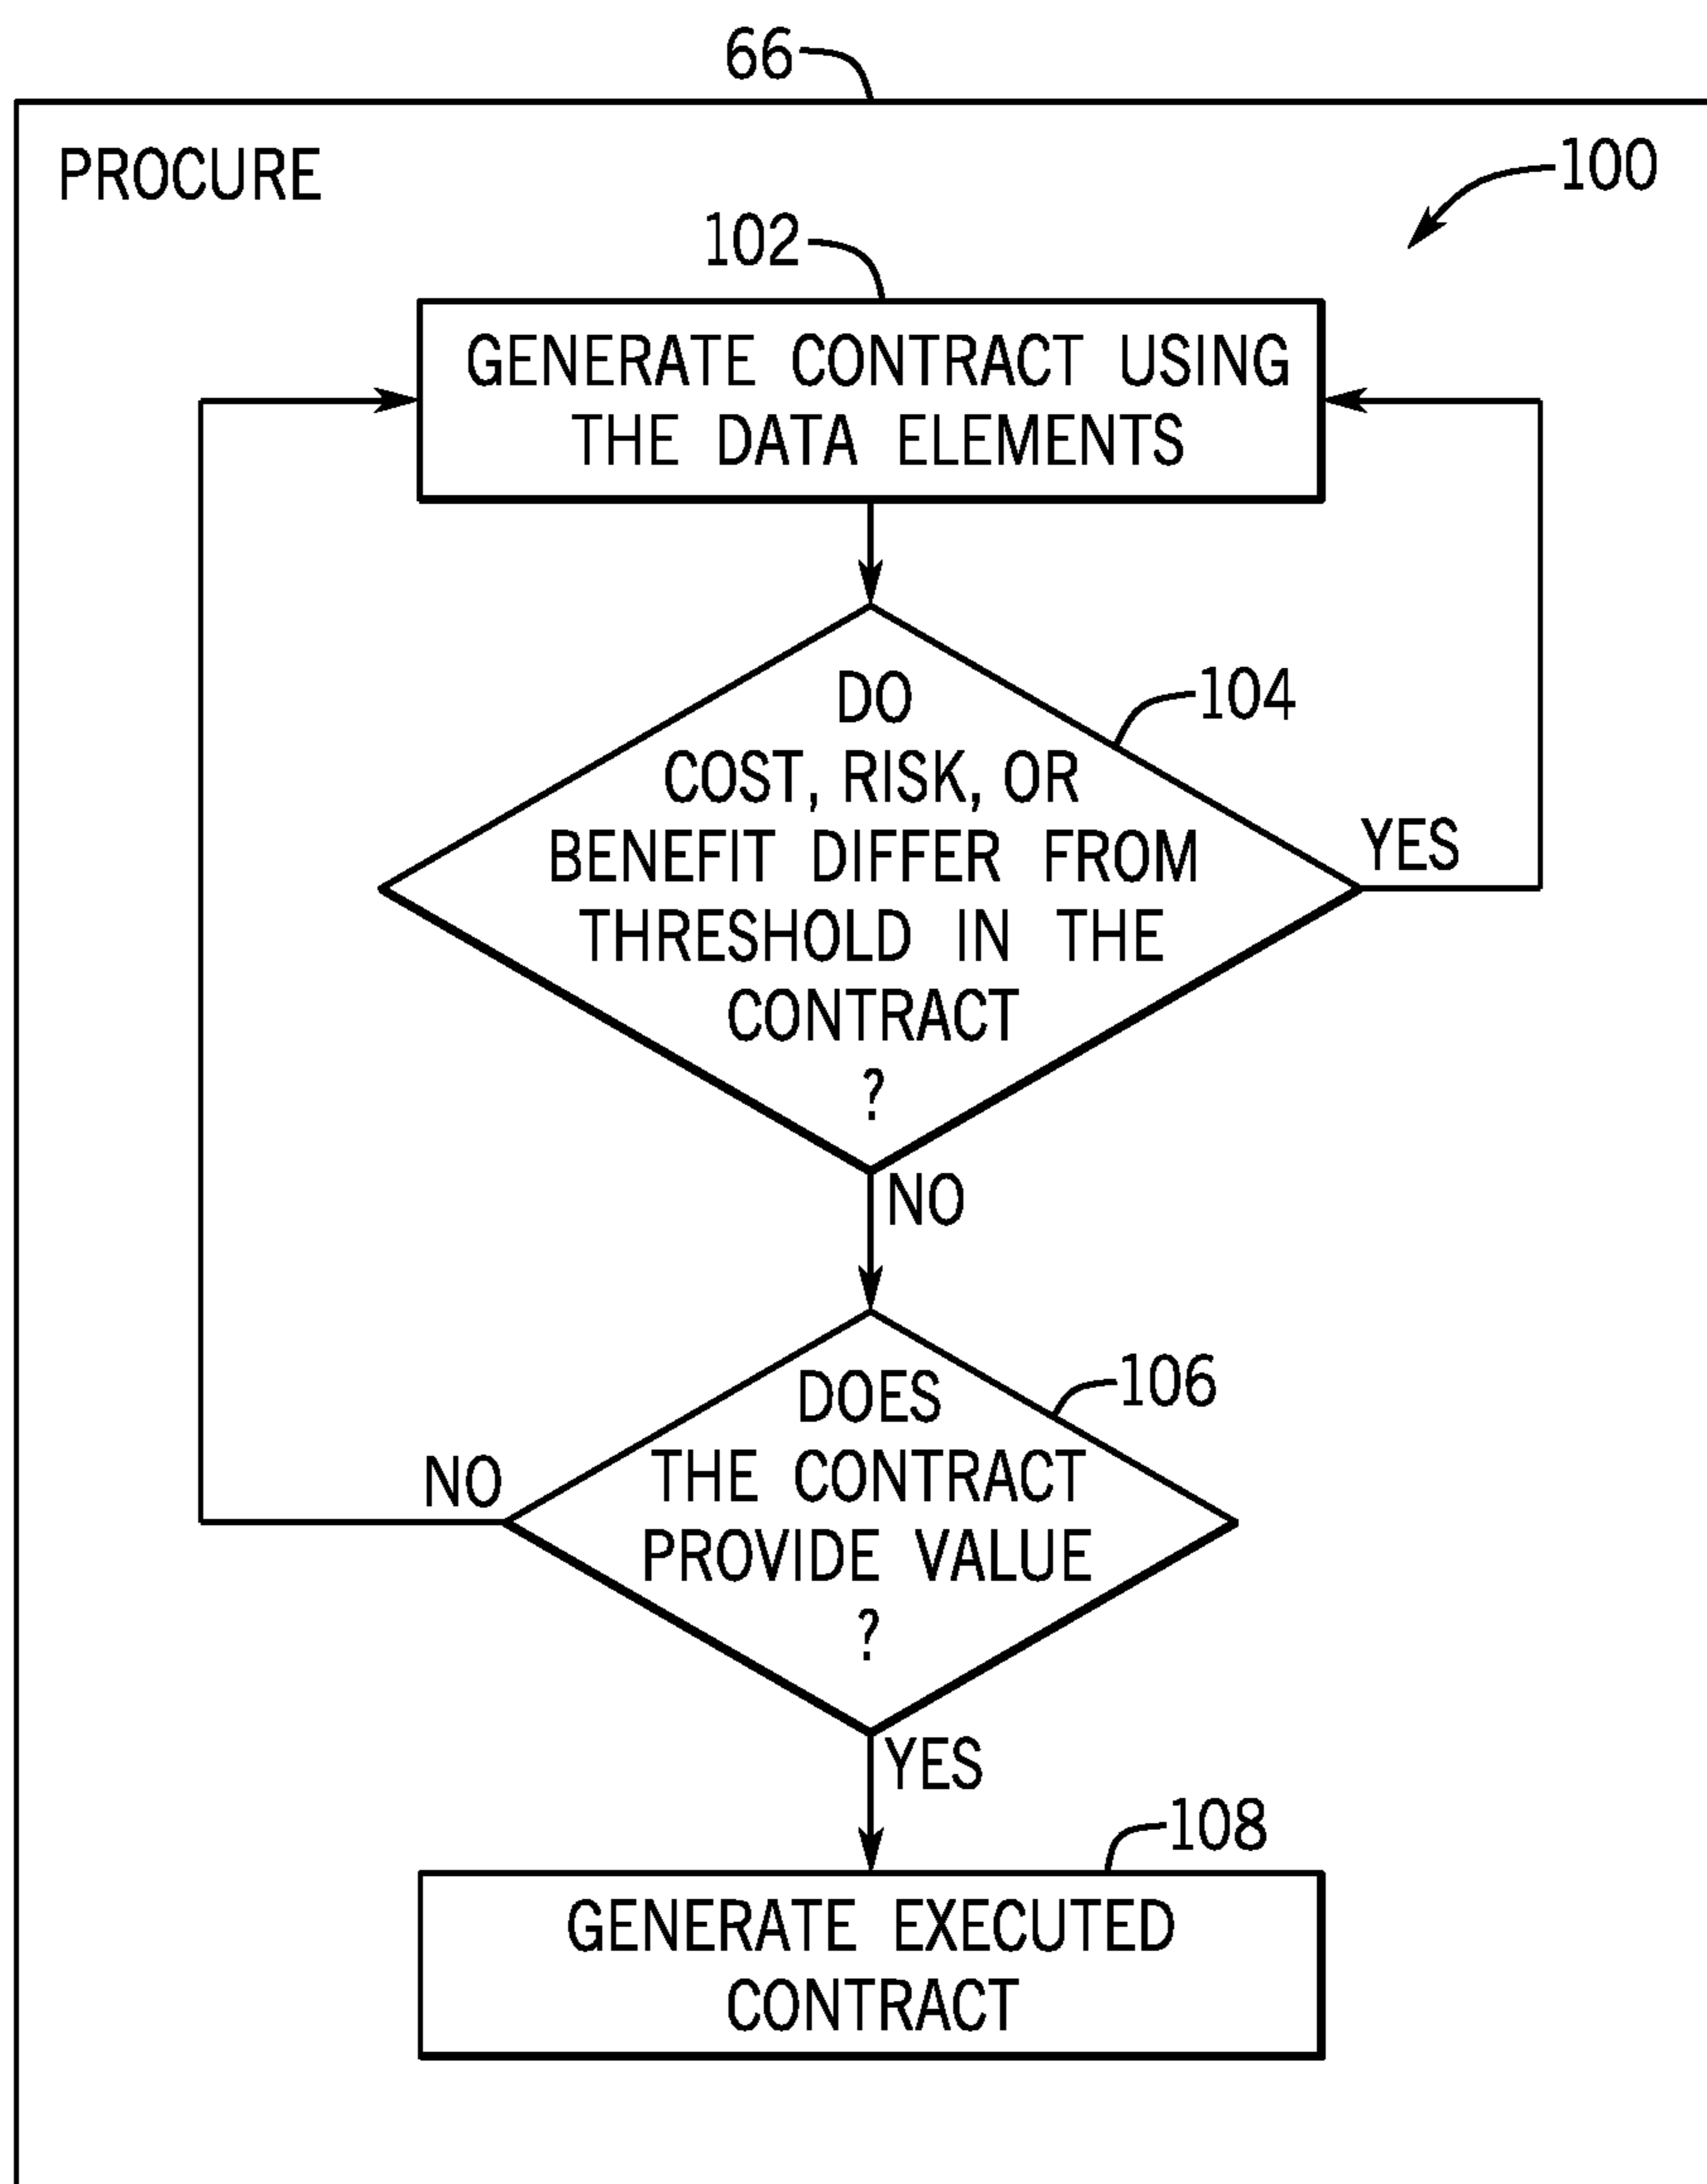 66
PROCURE
100
102
GENERATE CONTRACT USING
THE DATA ELEMENTS
DO
104
COST, RISK, OR
BENEFIT DIFFER FROM
YES
THRESHOLD IN THE
CONTRACT
?
NO
DOES
106
THE CONTRACT
NO
PROVIDE VALUE
?
YES
108
GENERATE EXECUTED
CONTRACT